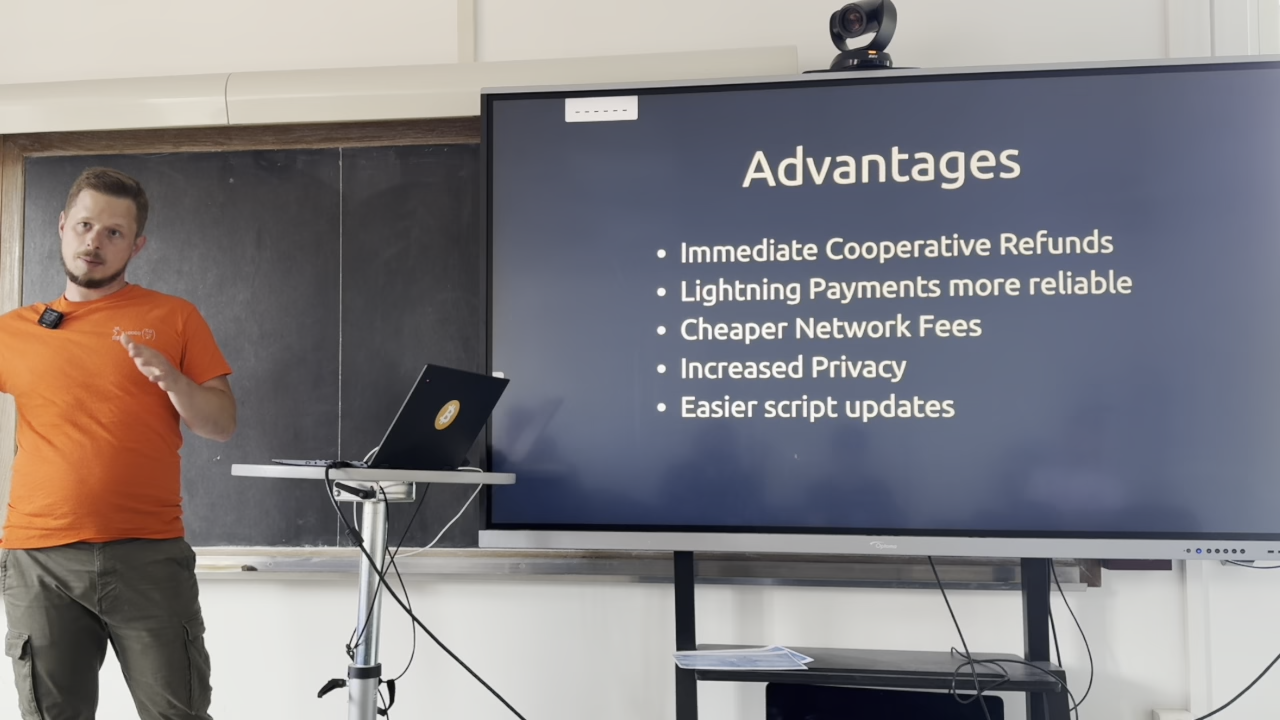 Advantages
• Immediate Cooperative Refunds
• Lightning Payments more reliable
• Cheaper Network Fees
• Increased Privacy
• Easier script updates